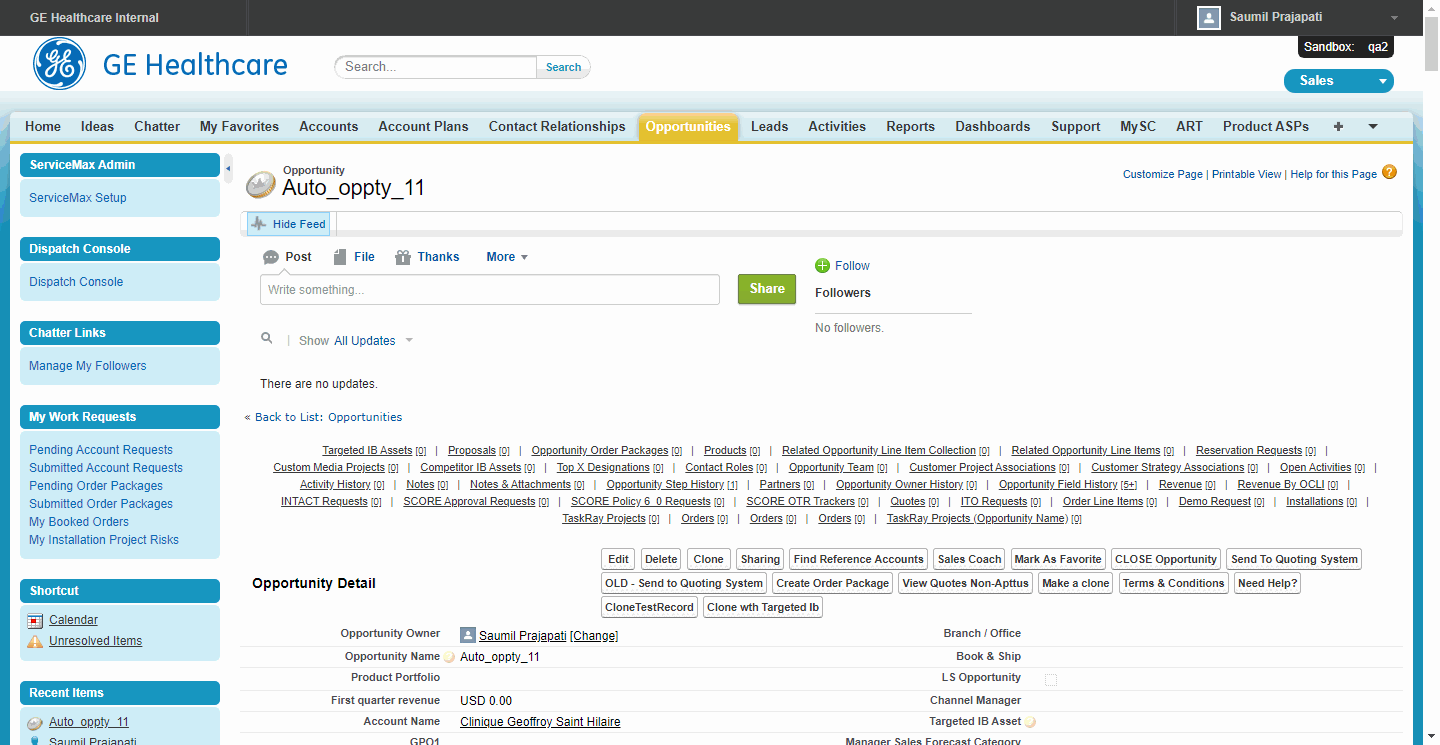 GE Healthcare Internal
Saumil Prajapati
GE Healthcare
Search...
Search
Sandbox: qa2
Sales
Home Ideas Chatter My Favorites Accounts Account Plans Contact Relationships Opportunities Leads Activities Reports Dashboards Support MySC ART Product ASPs +
ServiceMax Admin
ServiceMax Setup
Dispatch Console
Dispatch Console
Chatter Links
Manage My Followers
My Work Requests
Pending Account Requests
Submitted Account Requests
Pending Order Packages
Submitted Order Packages
My Booked Orders
My Installation Project Risks
Shortcut
Calendar
Unresolved Items
Recent Items
Auto_oppty_11
Saumil Prajapati
Opportunity
Auto_oppty_11
Customize Page | Printable View | Help for this Page ?
Hide Feed
Post File Thanks More
Write something...
Share
Follow
Followers
No followers.
Show All Updates
There are no updates.
« Back to List: Opportunities
Targeted IB Assets [0] | Proposals [0] | Opportunity Order Packages [0] | Products [0] | Related Opportunity Line Item Collection [0] | Related Opportunity Line Items [0] | Reservation Requests [0] |
Custom Media Projects [0] | Competitor IB Assets [0] | Top X Designations [0] | Contact Roles [0] | Opportunity Team [0] | Customer Project Associations [0] | Customer Strategy Associations [0] | Open Activities [0] |
Activity History [0] | Notes [0] | Notes & Attachments [0] | Opportunity Step History [1] | Partners [0] | Opportunity Owner History [0] | Opportunity Field History [5+] | Revenue [0] | Revenue By OCLI [0] |
INTACT Requests [0] | SCORE Approval Requests [0] | SCORE Policy 6_0 Requests [0] | SCORE OTR Trackers [0] | Quotes [0] | ITO Requests [0] | Order Line Items [0] | Demo Request [0] | Installations [0] |
TaskRay Projects [0] | Orders [0] | Orders [0] | Orders [0] | TaskRay Projects (Opportunity Name) [0]
Opportunity Detail
Edit Delete Clone Sharing Find Reference Accounts Sales Coach Mark As Favorite CLOSE Opportunity Send To Quoting System
OLD - Send to Quoting System Create Order Package View Quotes Non-Apttus Make a clone Terms & Conditions Need Help?
CloneTestRecord Clone wth Targeted Ib
Opportunity Owner Saumil Prajapati [Change] Branch / Office
Opportunity Name Auto_oppty_11 Book & Ship
Product Portfolio LS Opportunity
First quarter revenue USD 0.00 Channel Manager
Account Name Clinique Geoffroy Saint Hilaire Targeted IB Asset
GPO1 Manager Sales Forecast Category